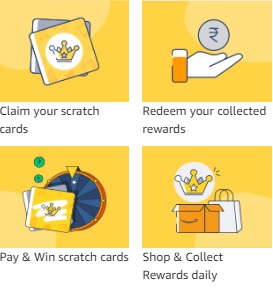 Claim your scratch
cards
Redeem your collected
rewards
₹
Pay & Win scratch cards
Shop & Collect
Rewards daily